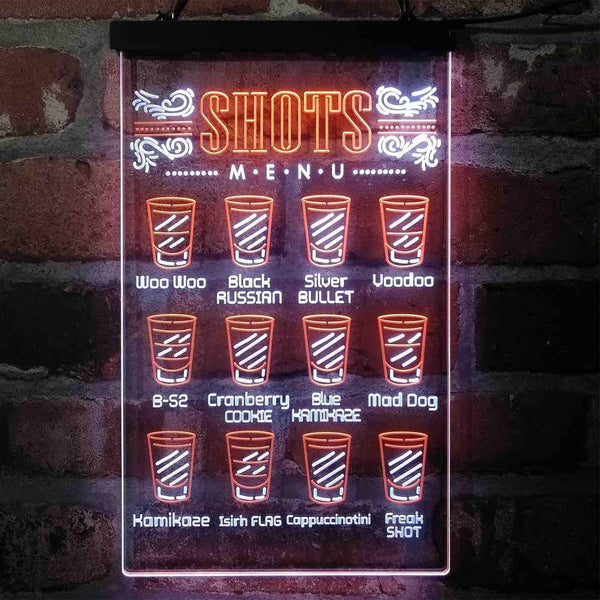 SHOTS
M·E·N·U
Woo Woo
Black RUSSIAN
Silver BULLET
Voodoo
B-52
Cranberry COOKIE
Blue KAMIKAZE
Mad Dog
Kamikaze
Isirh FLAG
Cappuccinotini
Freak SHOT